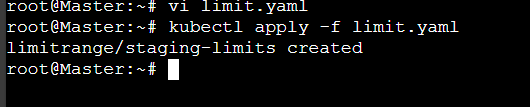 root@Master:~# vi limit.yaml
root@Master:~# kubectl apply -f limit.yaml
limitrange/staging-limits created
root@Master:~#